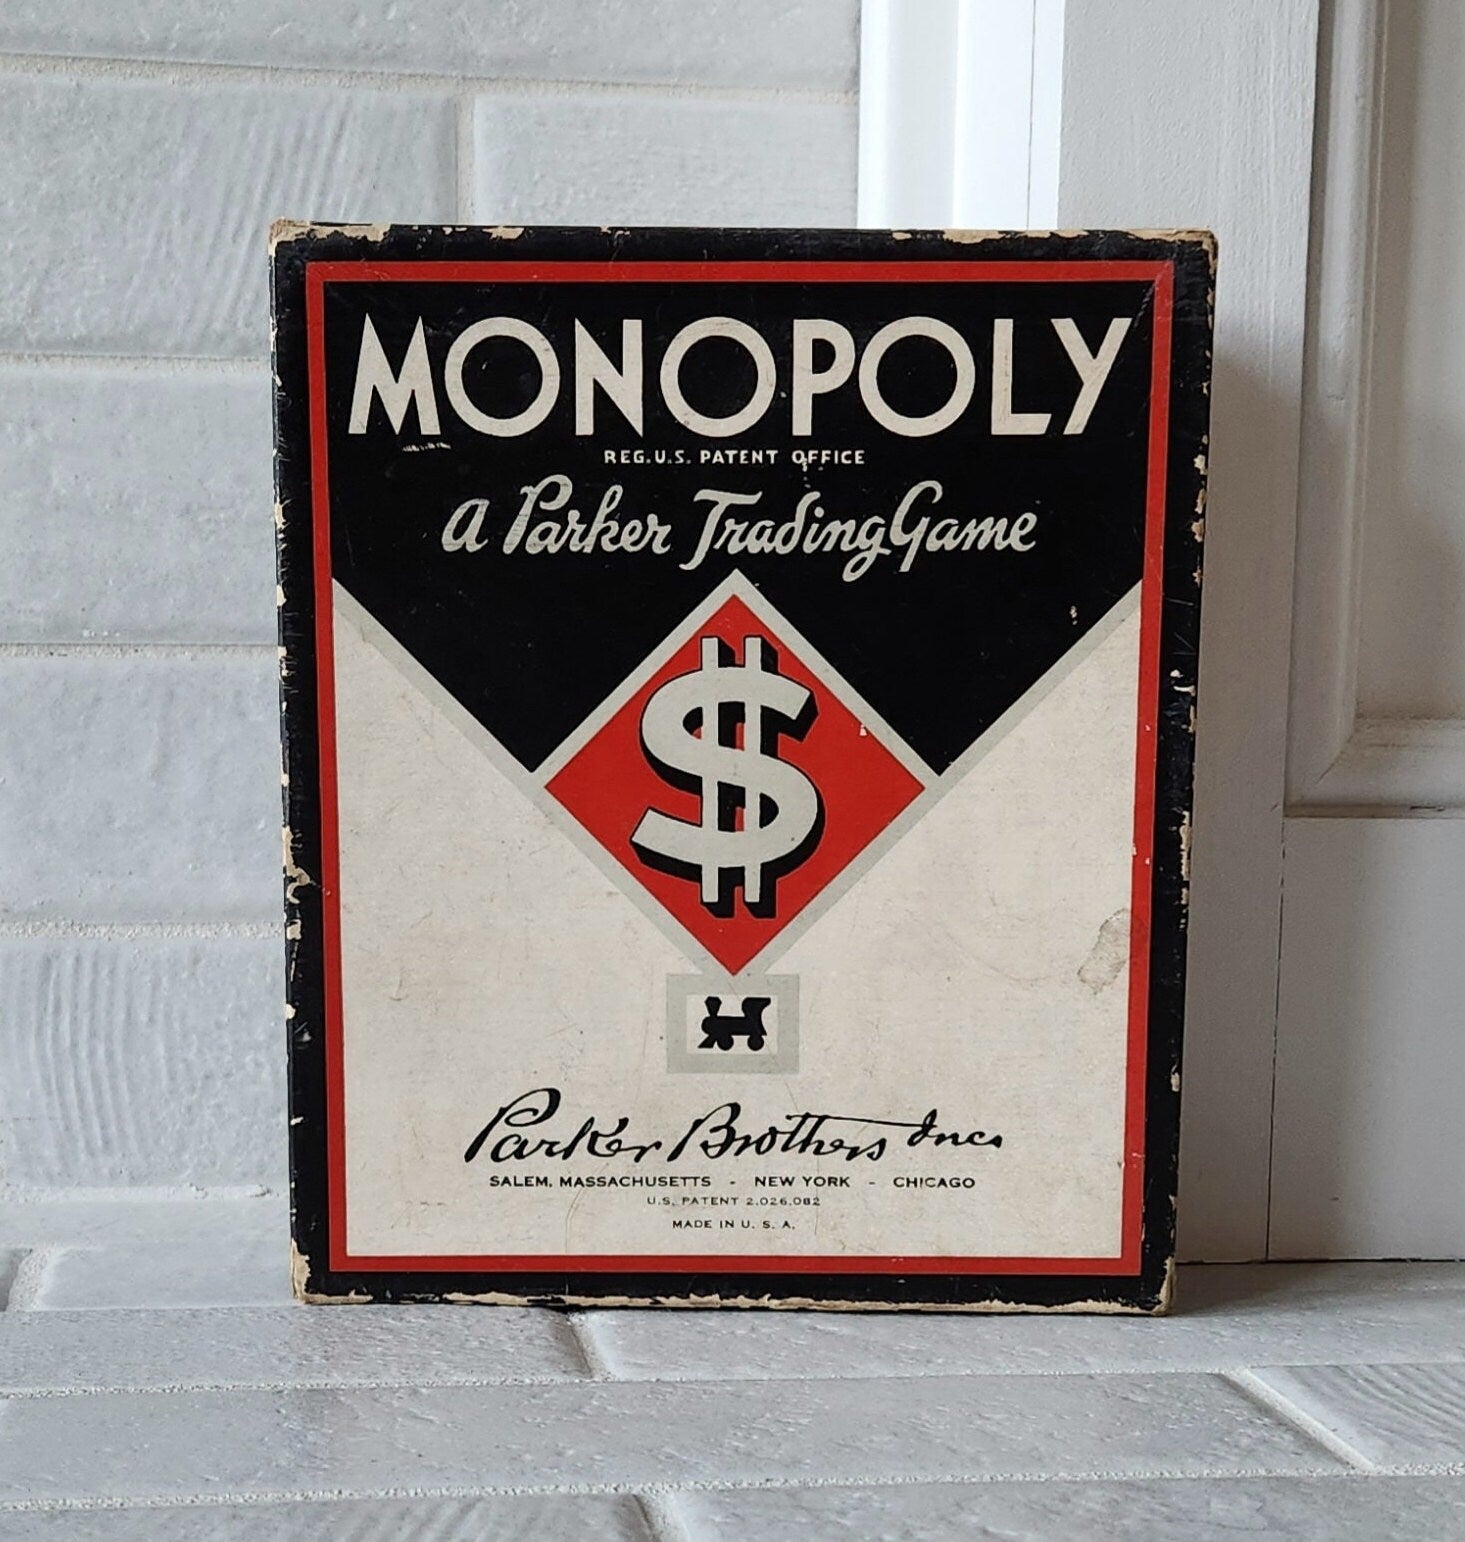 MONOPOLY
REG. U.S. PATENT OFFICE
A Parker Trading Game
$
Parker Brothers Inc.
SALEM, MASSACHUSETTS - NEW YORK - CHICAGO
U.S. PATENT 2,026,082
MADE IN U. S. A.